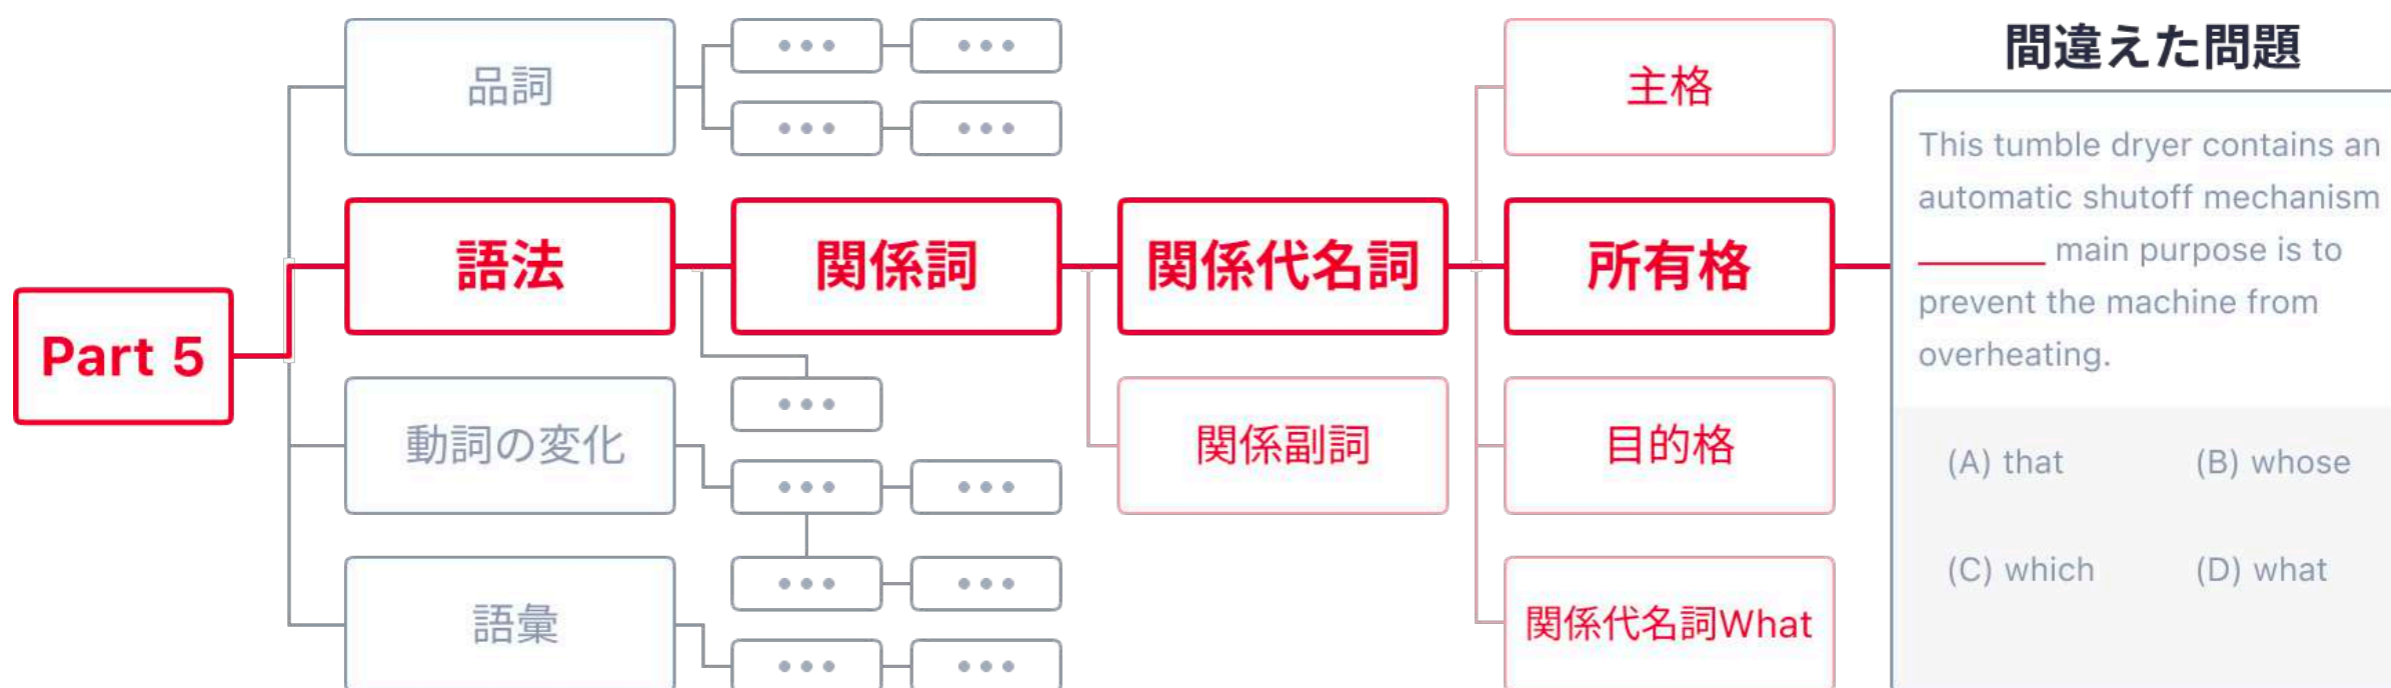 Part 5
品詞
語法
動詞の変化
語彙
関係詞
関係代名詞
関係副詞
主格
所有格
目的格
関係代名詞What
間違えた問題
This tumble dryer contains an
automatic shutoff mechanism
_______ main purpose is to
prevent the machine from
overheating.
(A) that
(B) whose
(C) which
(D) what